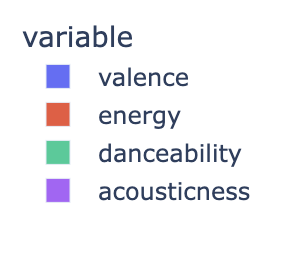 variable
valence
energy
danceability
acousticness